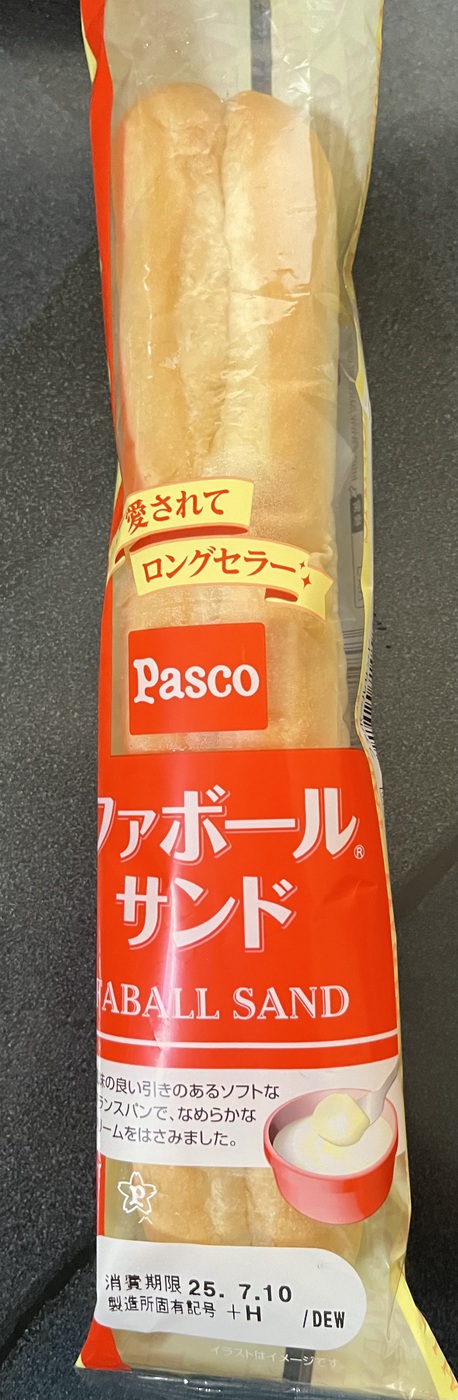 愛されて
ロングセラー
Pasco
ファボール®
サンド
FABALL SAND
味の良い引きのあるソフトな
ランスパンで、なめらかな
ームをはさみました。
消費期限 25. 7.10
製造所固有記号 +H /DEW
イラストはイメージです